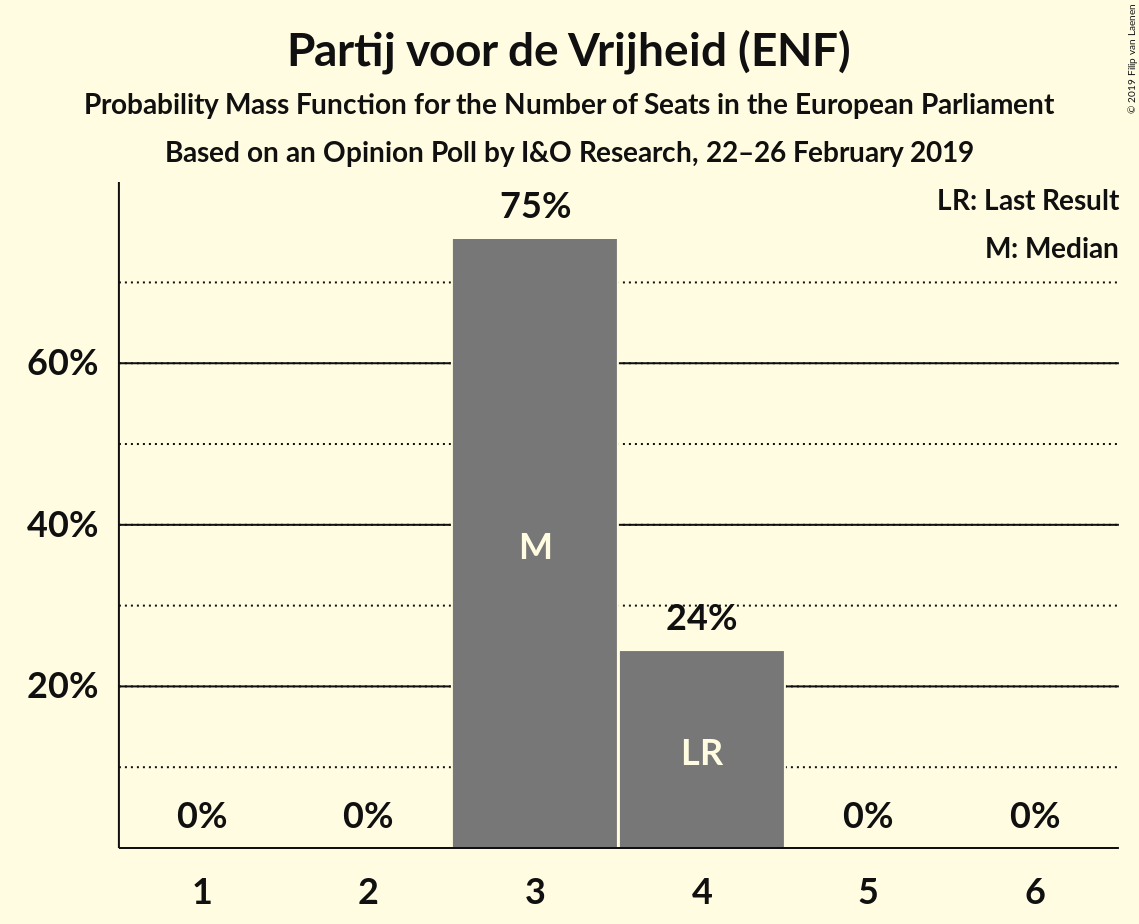 Partij voor de Vrijheid (ENF)
Probability Mass Function for the Number of Seats in the European Parliament
Based on an Opinion Poll by I&O Research, 22–26 February 2019
© 2019 Filip van Laenen
LR: Last Result
M: Median
75%
60%
40%
M
24%
20%
LR
0% 0% 0% 0%
1 2 3 4 5 6